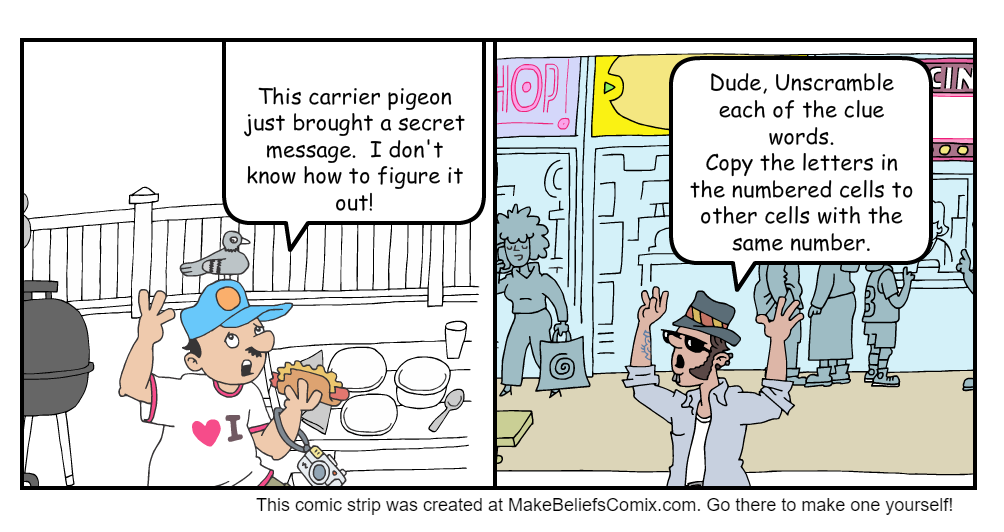 This carrier pigeon
just brought a secret
message. I don't
know how to figure it
out!
HOP
CIN
Dude, Unscramble
each of the clue
words.
Copy the letters in
the numbered cells to
other cells with the
same number.
I
This comic strip was created at MakeBeliefsComix.com. Go there to make one yourself!